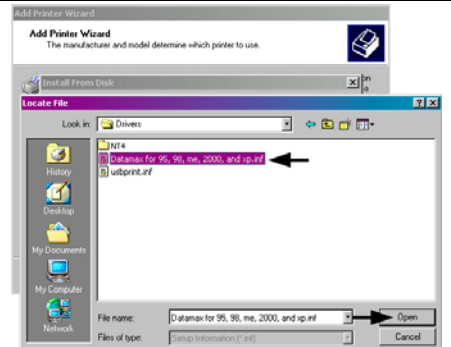 Add Printer Wizard
Add Printer Wizard
The manufacturer and model determine which printer to use.
Install From Disk
Locate File
Look in: Drivers
NT4
Datamax for 95, 98, me, 2000, and xp.inf
usbprint.inf
History
Desktop
My Documents
My Computer
Network
File name: Datamax for 95, 98, me, 2000, and xp.inf Open
Files of type: Setup Information (*.inf) Cancel